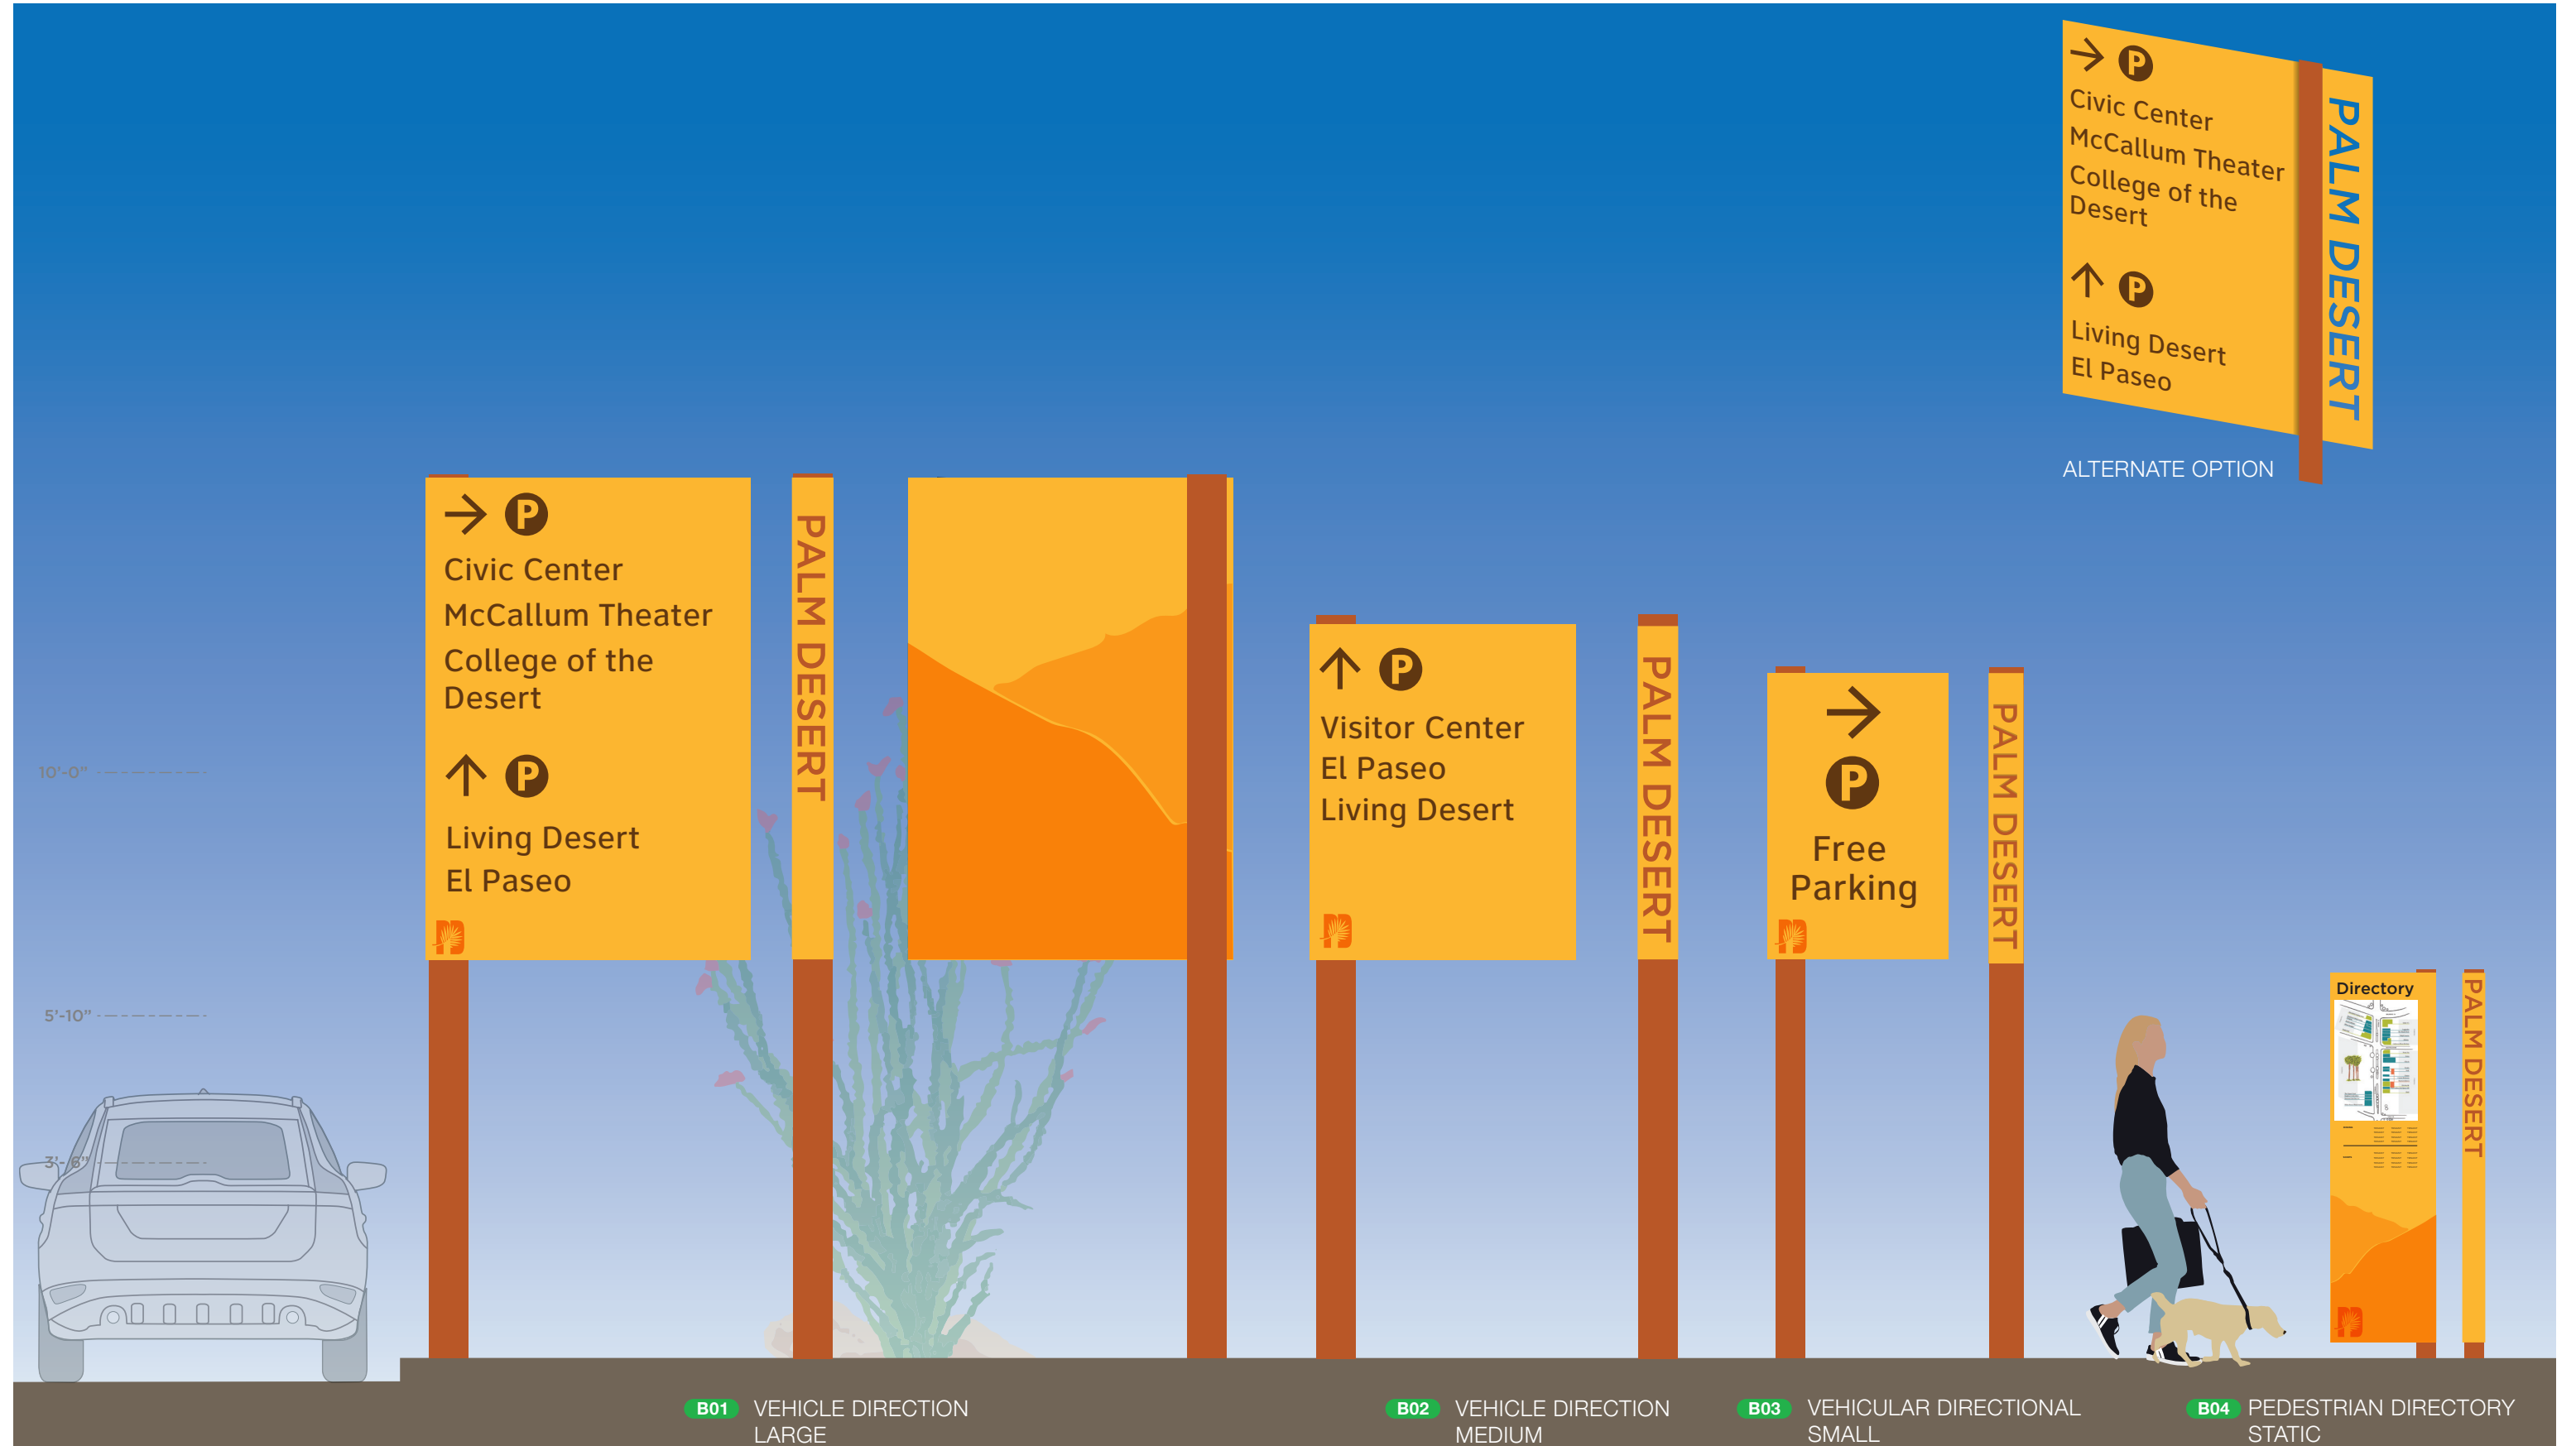 P
Civic Center
McCallum Theater
College of the
Desert
P
Living Desert
El Paseo
PALM DESERT
ALTERNATE OPTION
P
Civic Center
McCallum Theater
College of the
Desert
P
Living Desert
El Paseo
PALM DESERT
P
Visitor Center
El Paseo
Living Desert
PALM DESERT
P
Free
Parking
PALM DESERT
Directory
PALM DESERT
10'-0"
5'-10"
3'-6"
B01 VEHICLE DIRECTION
LARGE
B02 VEHICLE DIRECTION
MEDIUM
B03 VEHICULAR DIRECTIONAL
SMALL
B04 PEDESTRIAN DIRECTORY
STATIC